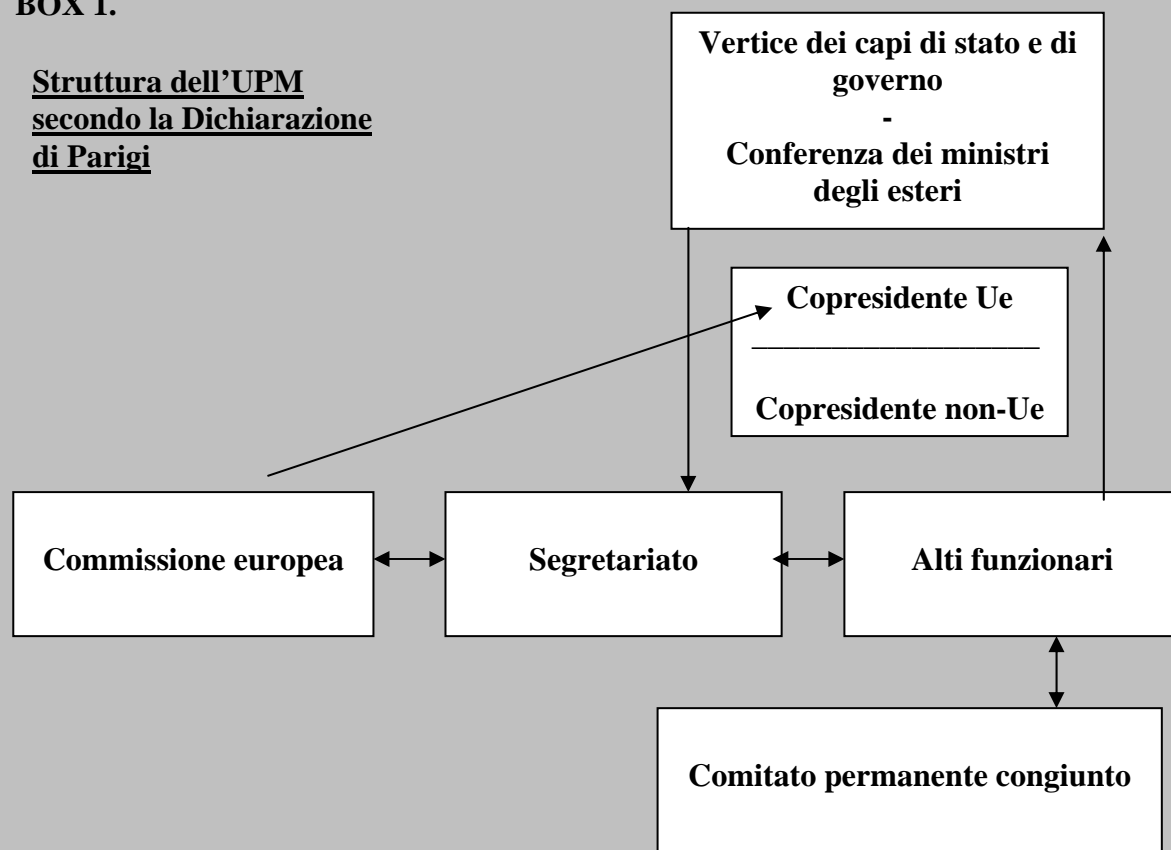 BOX 1.
Struttura dell’UPM
secondo la Dichiarazione
di Parigi
Vertice dei capi di stato e di
governo
-
Conferenza dei ministri
degli esteri
Copresidente Ue
___________________
Copresidente non-Ue
Commissione europea
Segretariato
Alti funzionari
Comitato permanente congiunto